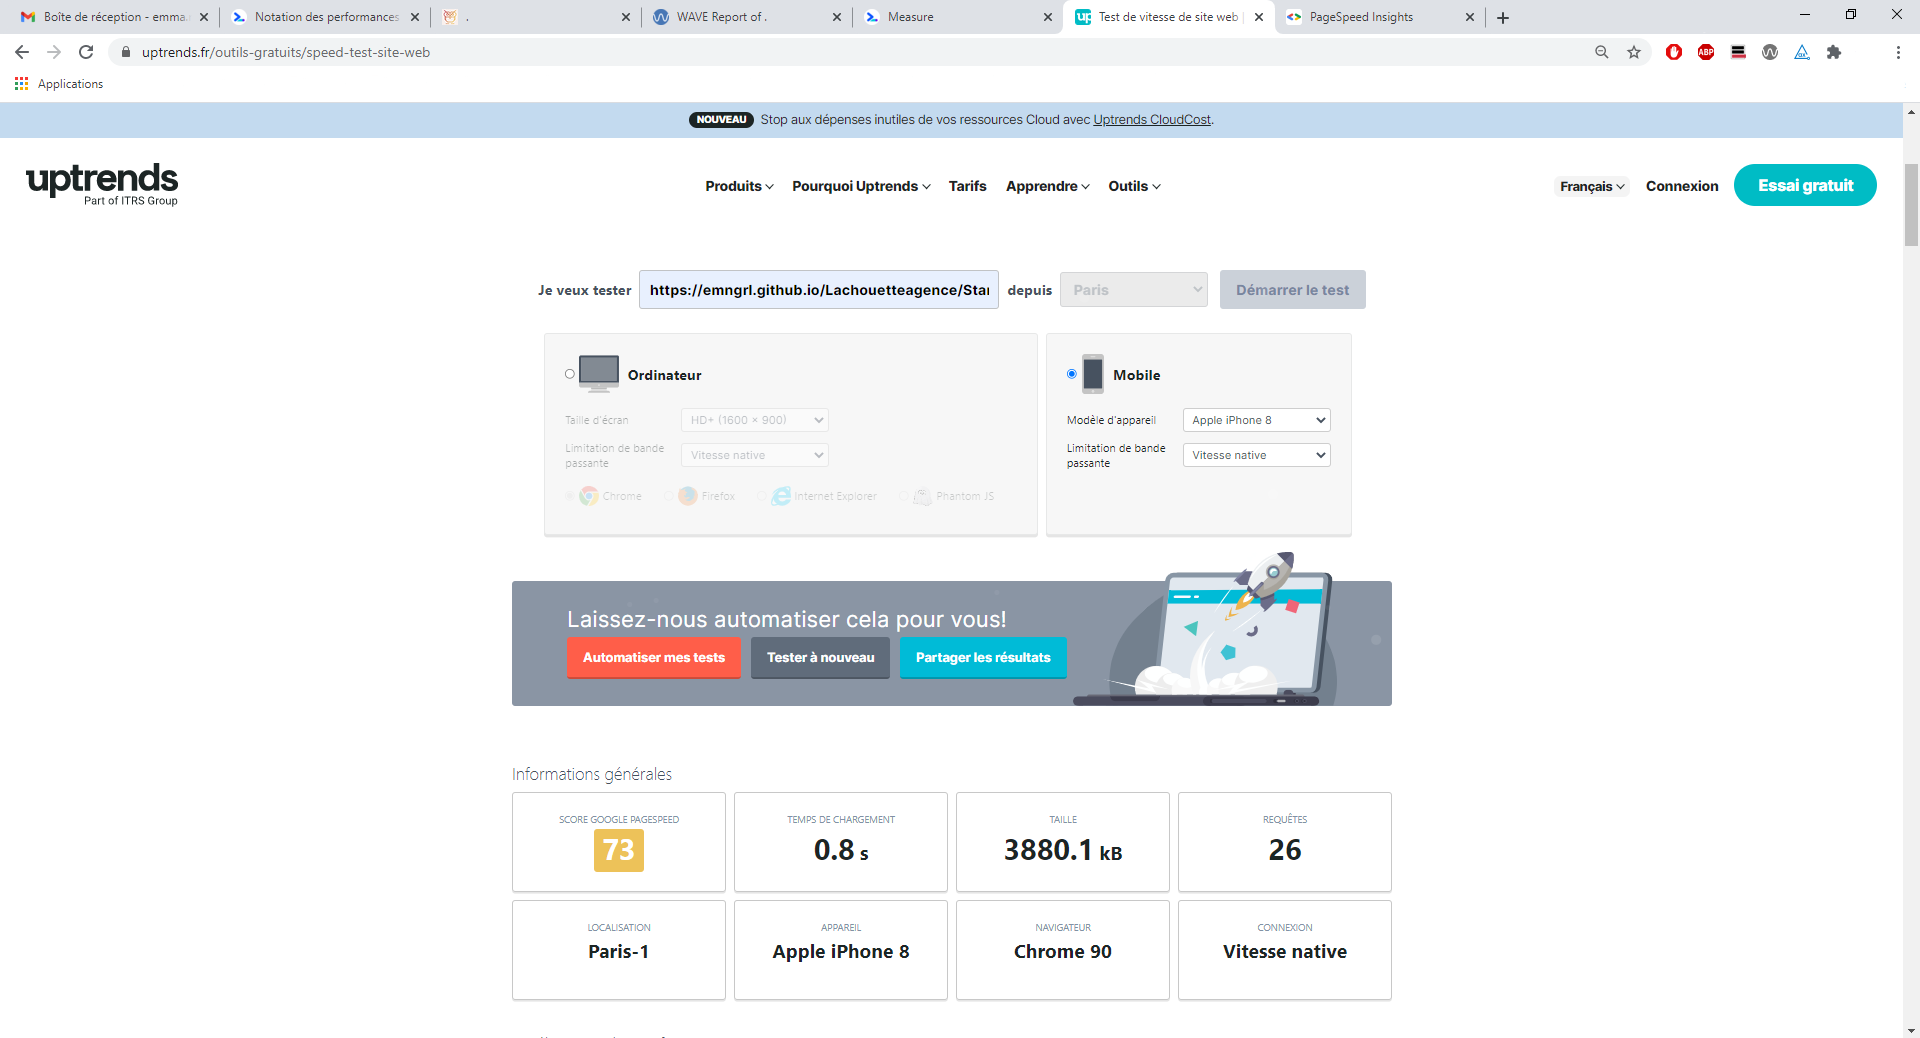 Boîte de réception - emma.
Notation des performances
.
WAVE Report of .
Measure
Test de vitesse de site web |
PageSpeed Insights
uptrends.fr/outils-gratuits/speed-test-site-web
ABP
Applications
NOUVEAU Stop aux dépenses inutiles de vos ressources Cloud avec Uptrends CloudCost.
uptrends
Part of ITRS Group
Produits
Pourquoi Uptrends
Tarifs
Apprendre
Outils
Français
Connexion
Essai gratuit
Je veux tester https://emngrl.github.io/Lachouetteagence/Star depuis Paris Démarrer le test
Ordinateur
Taille d'écran HD+ (1600 × 900)
Limitation de bande passante Vitesse native
Chrome Firefox Internet Explorer Phantom JS
Mobile
Modèle d'appareil Apple iPhone 8
Limitation de bande passante Vitesse native
Laissez-nous automatiser cela pour vous!
Automatiser mes tests Tester à nouveau Partager les résultats
Informations générales
SCORE GOOGLE PAGESPEED
73
TEMPS DE CHARGEMENT
0.8 s
TAILLE
3880.1 kB
REQUÊTES
26
LOCALISATION
Paris-1
APPAREIL
Apple iPhone 8
NAVIGATEUR
Chrome 90
CONNEXION
Vitesse native